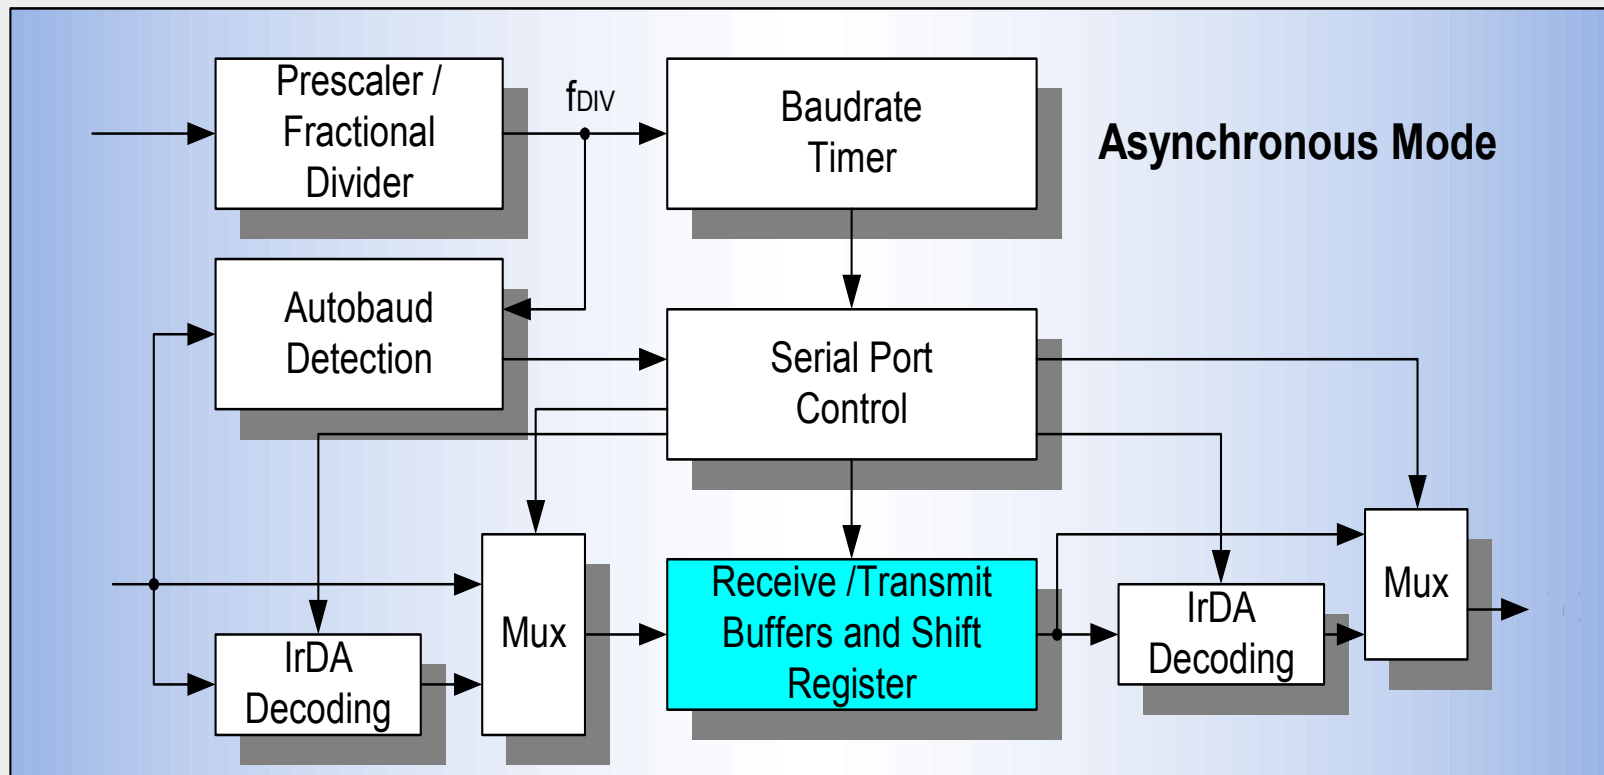 Prescaler /
Fractional
Divider
fDIV
Baudrate
Timer
Asynchronous Mode
Autobaud
Detection
Serial Port
Control
Mux
Receive /Transmit
Buffers and Shift
Register
IrDA
Decoding
IrDA
Decoding
Mux